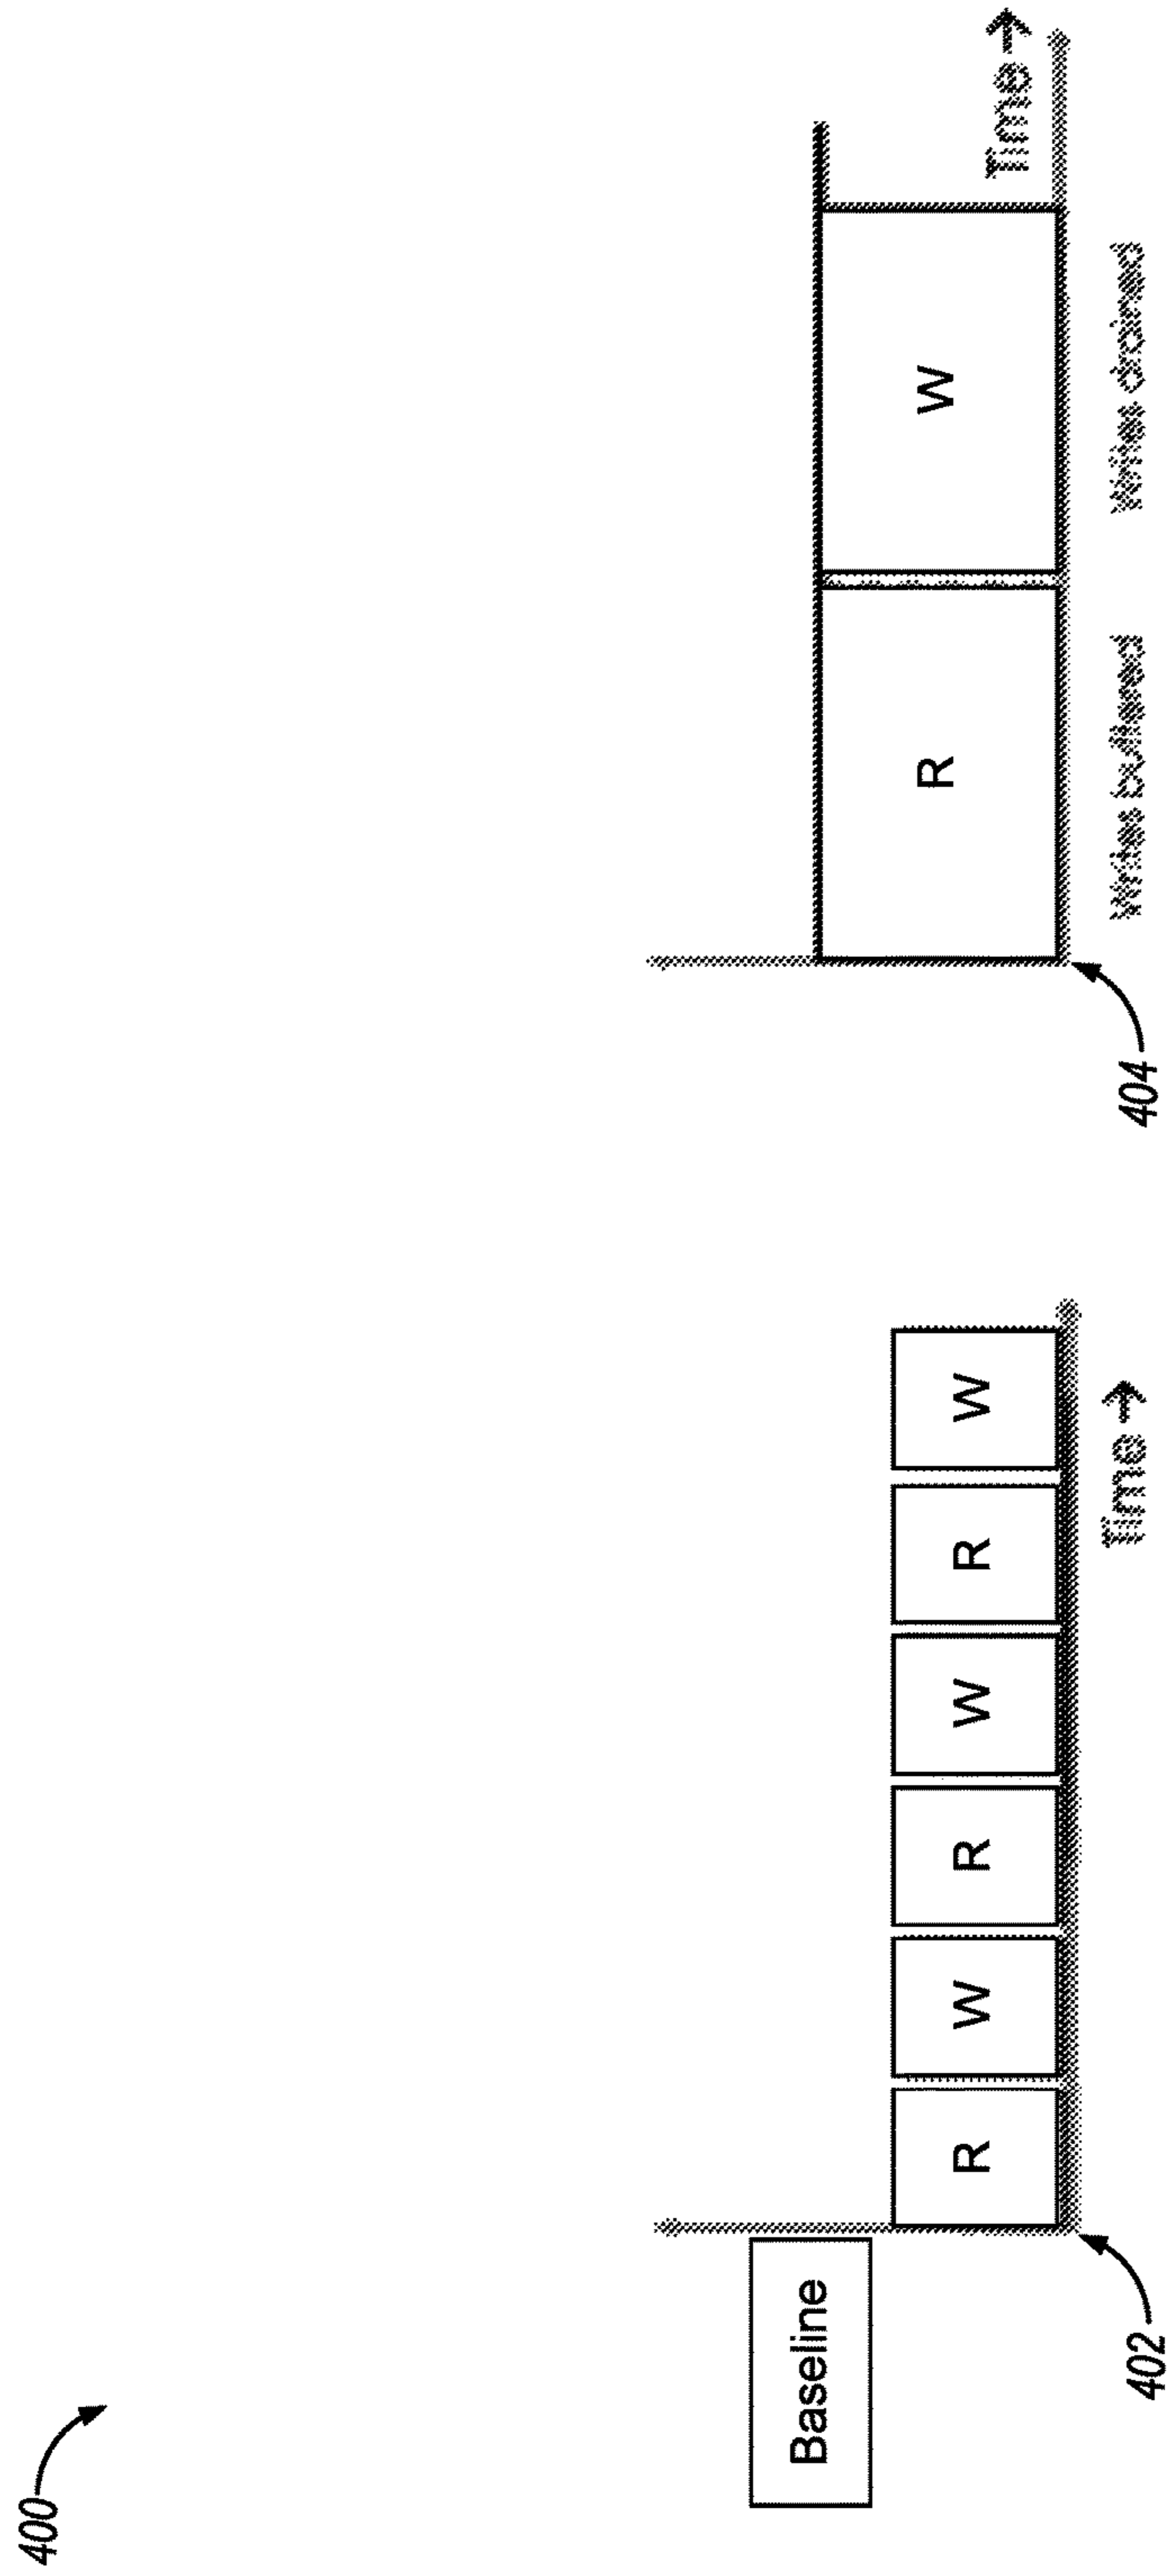 400
Baseline
R W R W R W
Time →
402
R W
Time →
Writes buffered Writes drained
404